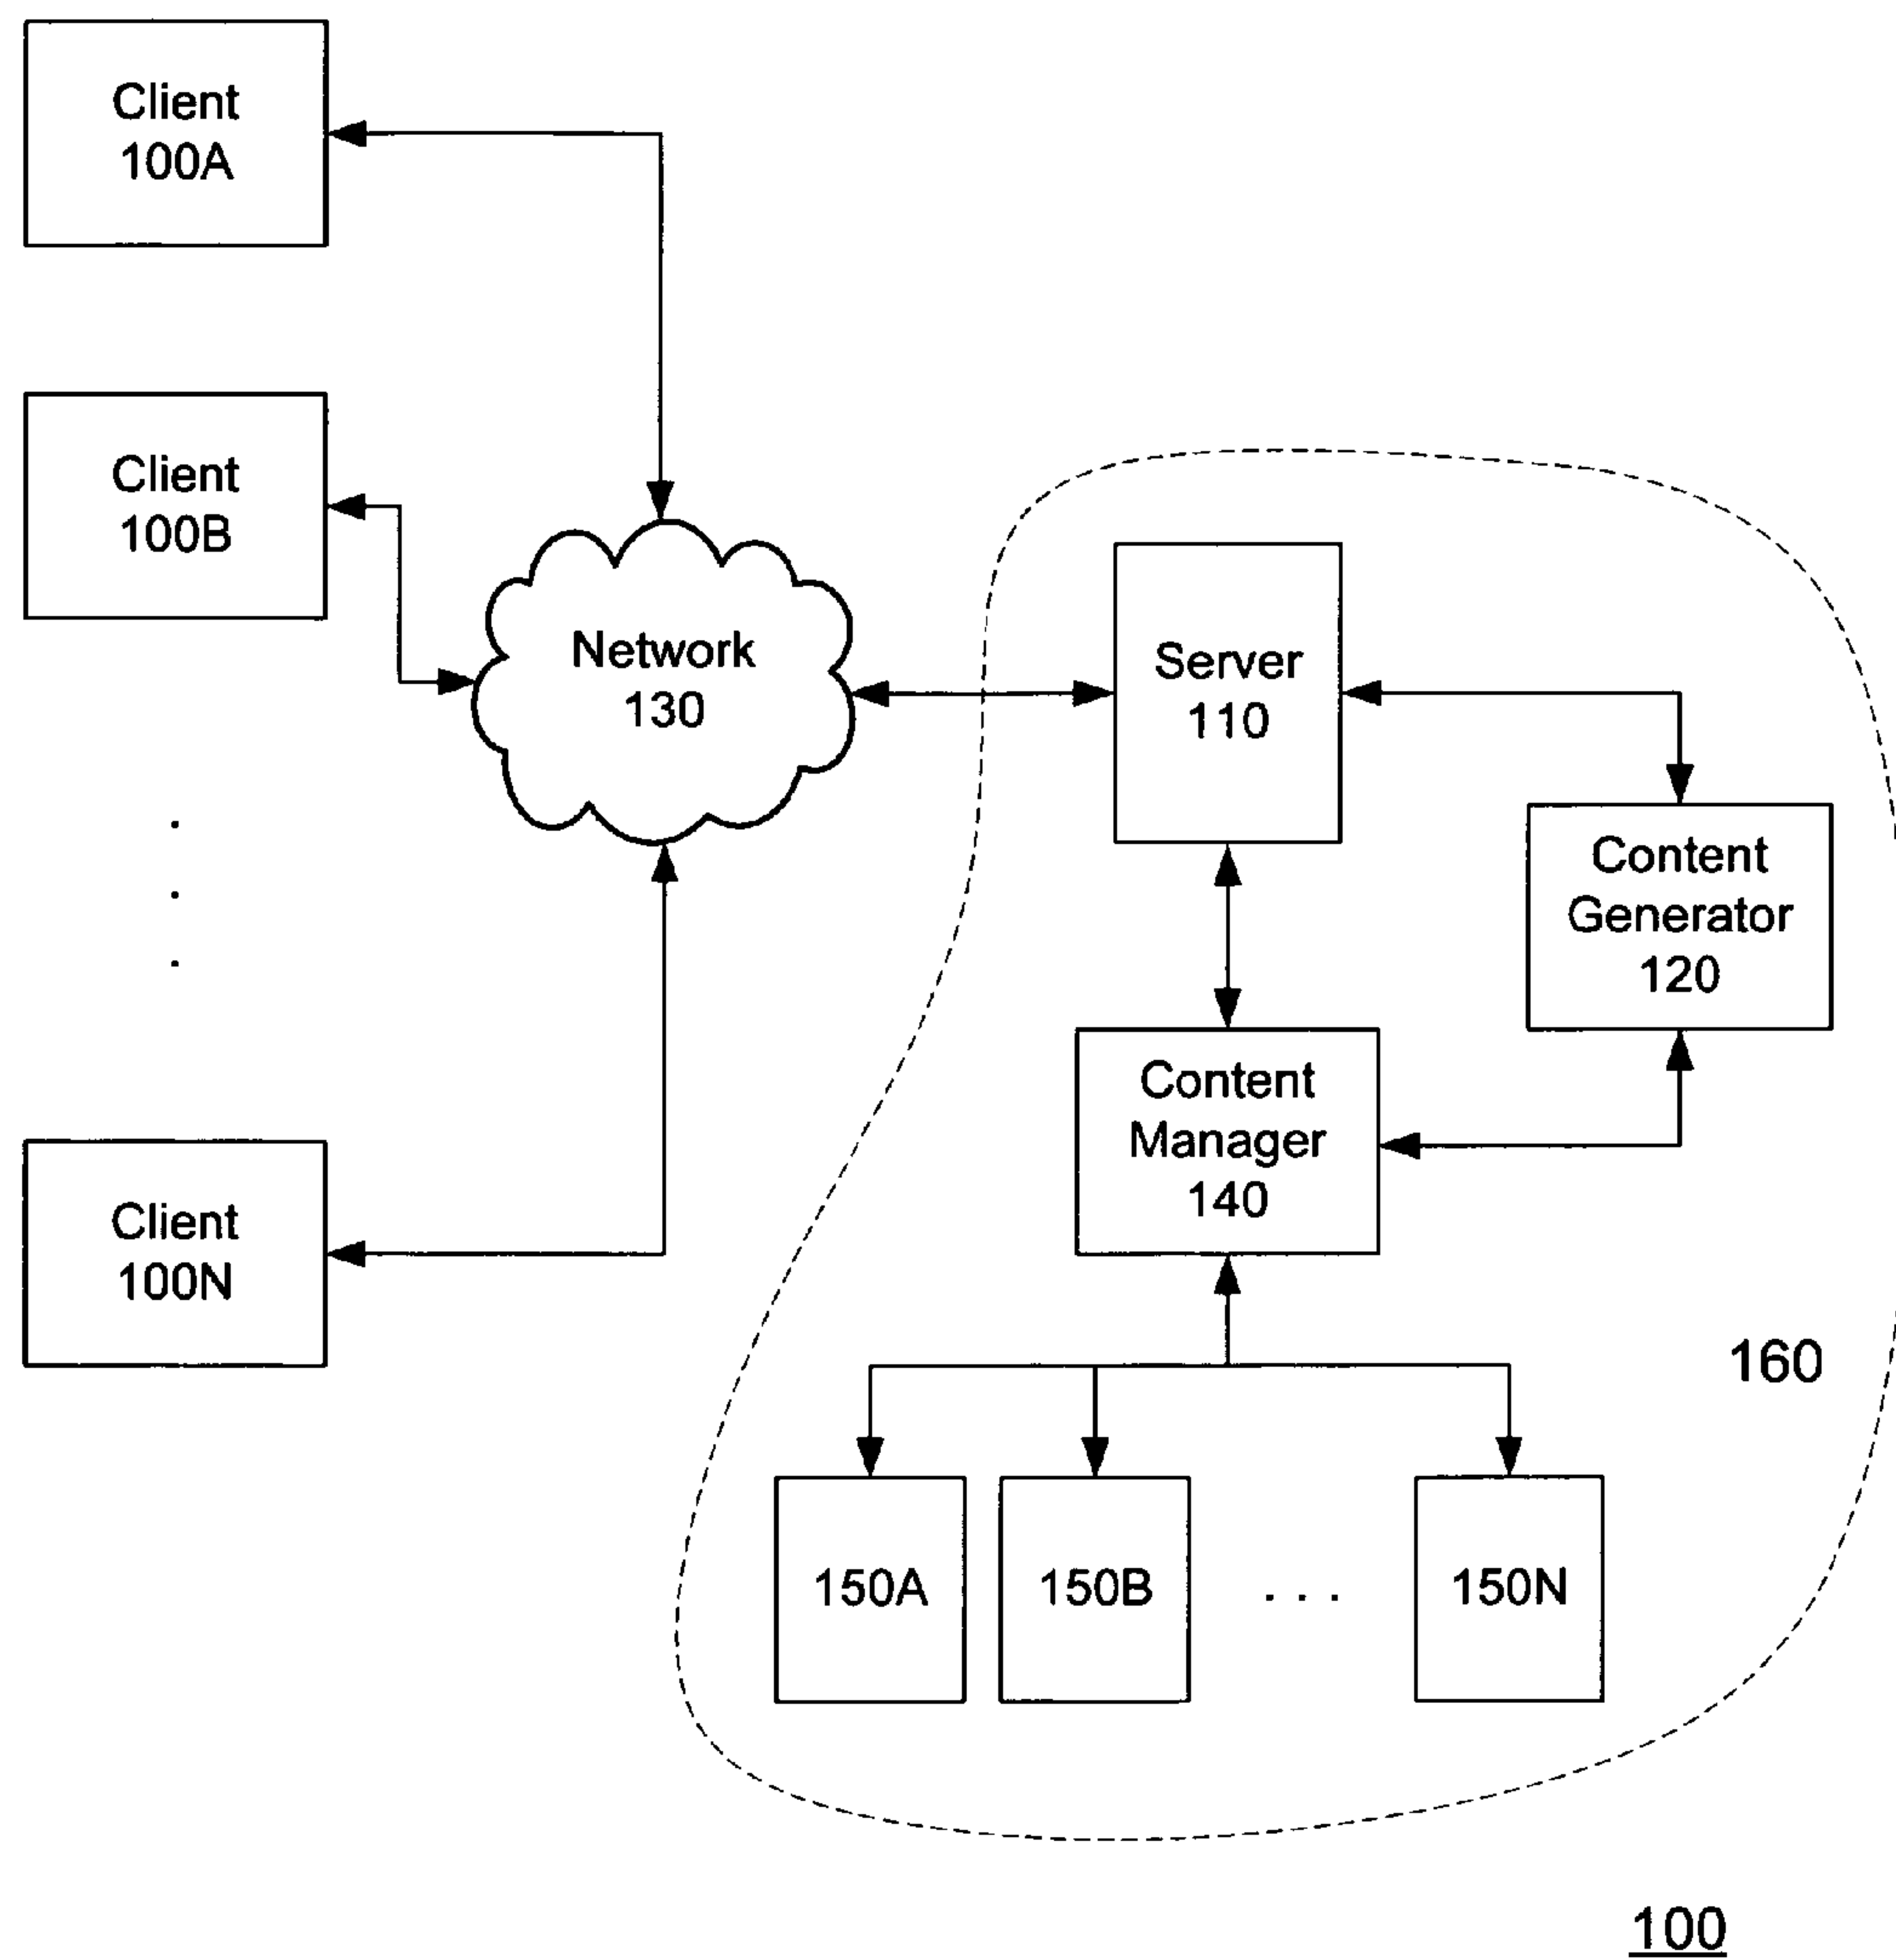 Client
100A
Client
100B
Network
130
Server
110
Content
Generator
120
Content
Manager
140
Client
100N
160
150A
150B
. . .
150N
100